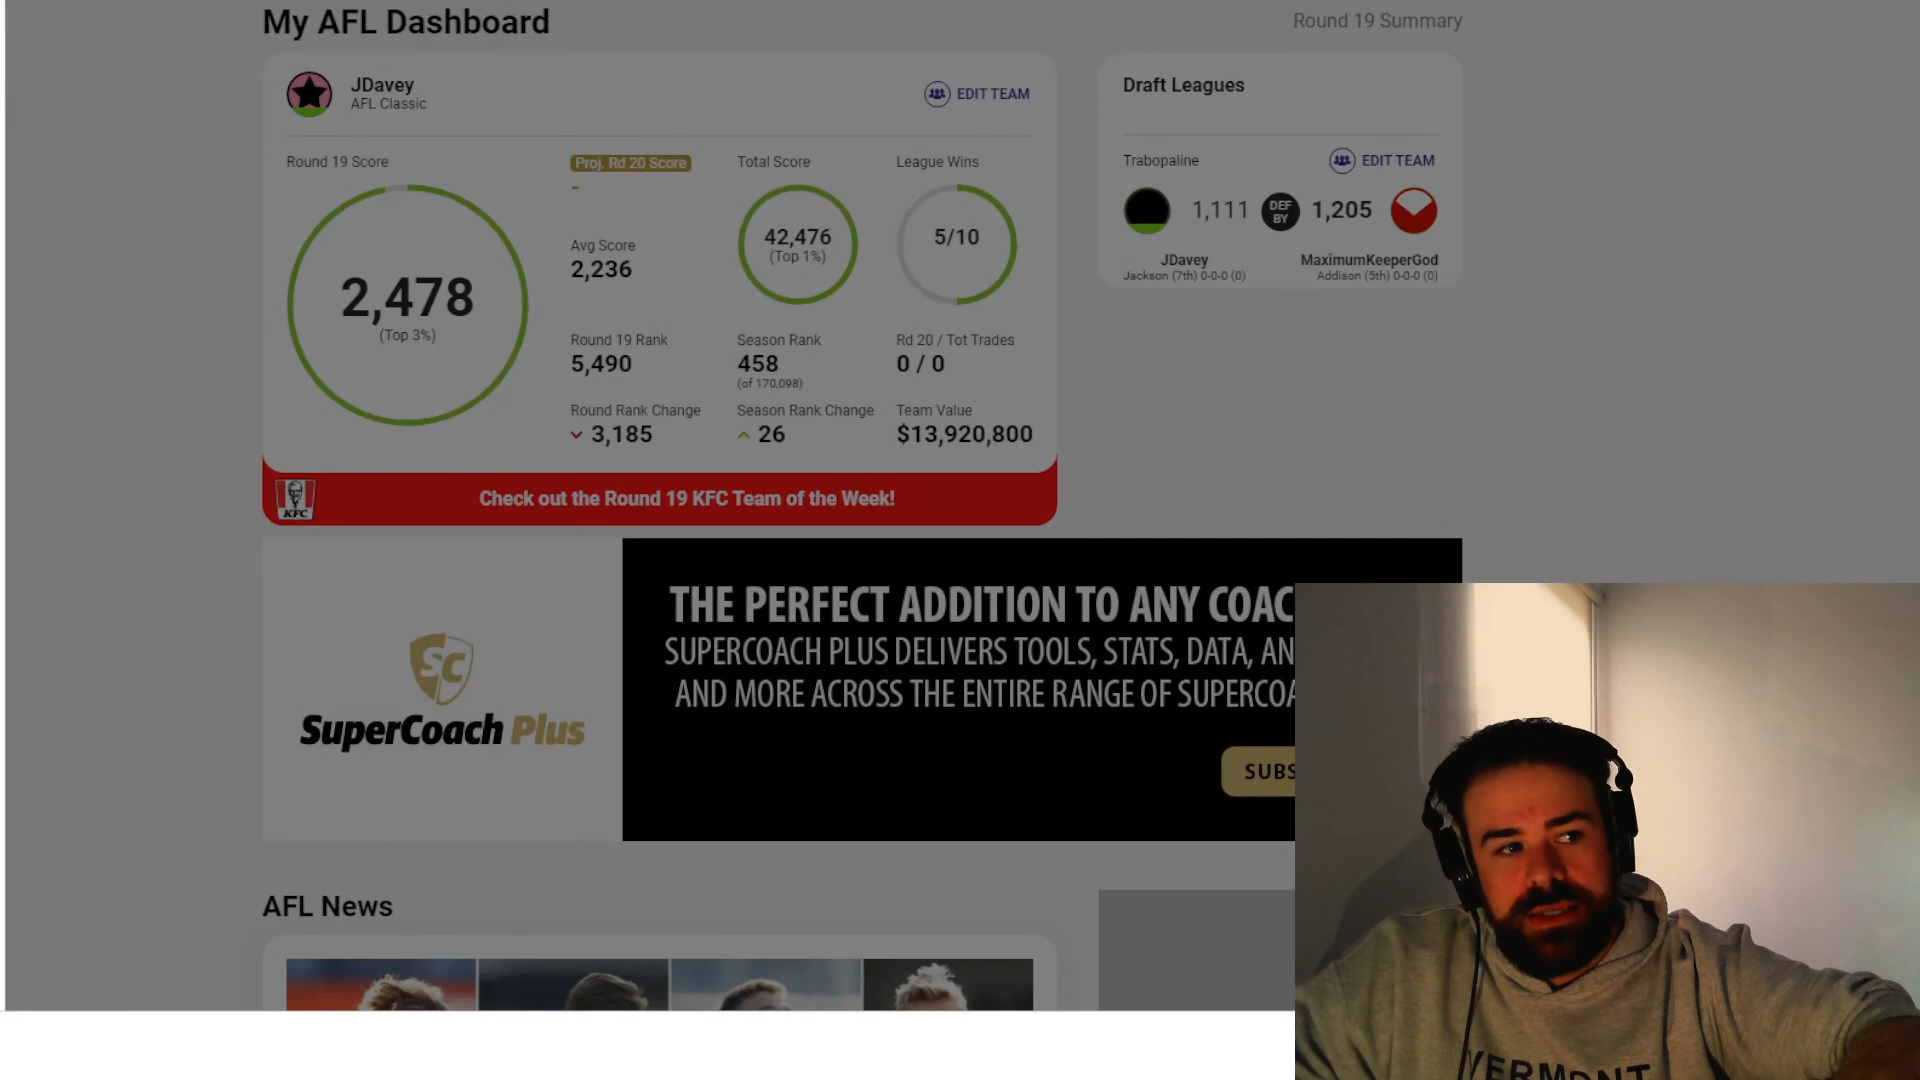 My AFL Dashboard
Round 19 Summary
JDavey
AFL Classic
EDIT TEAM
Round 19 Score
2,478
(Top 3%)
Proj. Rd 20 Score
-
Avg Score
2,236
Round 19 Rank
5,490
Round Rank Change
3,185
Total Score
42,476
(Top 1%)
Season Rank
458
(of 170,098)
Season Rank Change
26
League Wins
5/10
Rd 20 / Tot Trades
0 / 0
Team Value
$13,920,800
KFC
Check out the Round 19 KFC Team of the Week!
Draft Leagues
Trabopaline
EDIT TEAM
1,111
DEF
BY
1,205
JDavey
Jackson (7th) 0-0-0 (0)
MaximumKeeperGod
Addison (5th) 0-0-0 (0)
SC
SuperCoach Plus
THE PERFECT ADDITION TO ANY COAC
SUPERCOACH PLUS DELIVERS TOOLS, STATS, DATA, AN
AND MORE ACROSS THE ENTIRE RANGE OF SUPERCOA
SUBS
AFL News
VERMONT